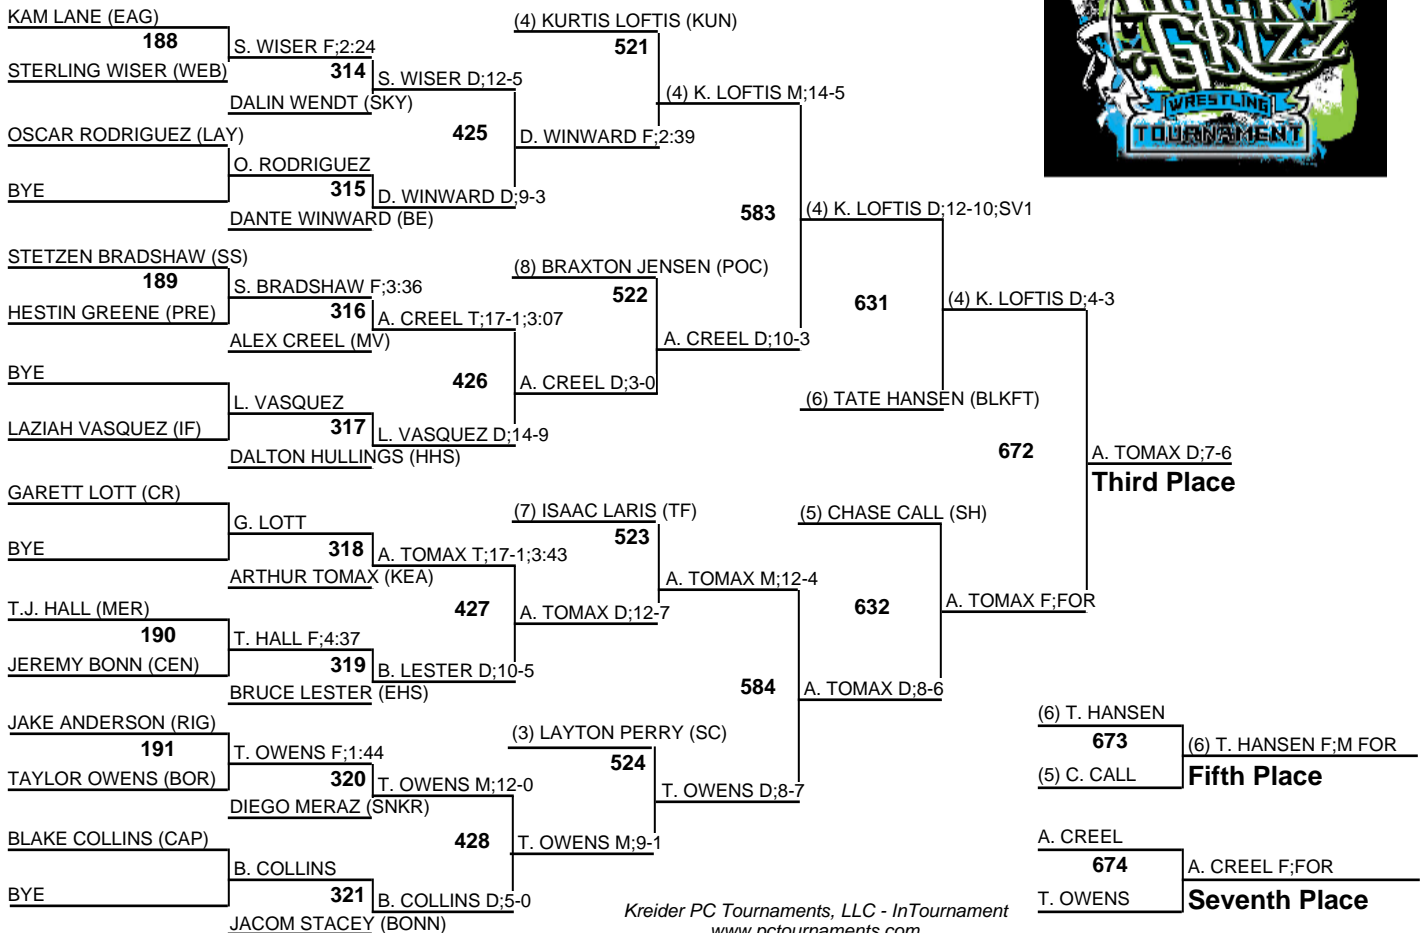 KAM LANE (EAG)
188
STERLING WISER (WEB)
S. WISER F;2:24
314
DALIN WENDT (SKY)
S. WISER D;12-5
OSCAR RODRIGUEZ (LAY)
BYE
O. RODRIGUEZ
315
DANTE WINWARD (BE)
D. WINWARD D;9-3
425
D. WINWARD F;2:39
(4) KURTIS LOFTIS (KUN)
521
(4) K. LOFTIS M;14-5
STETZEN BRADSHAW (SS)
189
HESTIN GREENE (PRE)
S. BRADSHAW F;3:36
316
ALEX CREEL (MV)
A. CREEL T;17-1;3:07
BYE
LAZIAH VASQUEZ (IF)
L. VASQUEZ
317
DALTON HULLINGS (HHS)
L. VASQUEZ D;14-9
426
A. CREEL D;3-0
(8) BRAXTON JENSEN (POC)
522
A. CREEL D;10-3
583
(4) K. LOFTIS D;12-10;SV1
631
(6) TATE HANSEN (BLKFT)
(4) K. LOFTIS D;4-3
GARETT LOTT (CR)
BYE
G. LOTT
318
ARTHUR TOMAX (KEA)
A. TOMAX T;17-1;3:43
T.J. HALL (MER)
190
JEREMY BONN (CEN)
T. HALL F;4:37
319
BRUCE LESTER (EHS)
B. LESTER D;10-5
427
A. TOMAX D;12-7
(7) ISAAC LARIS (TF)
523
A. TOMAX M;12-4
JAKE ANDERSON (RIG)
191
TAYLOR OWENS (BOR)
T. OWENS F;1:44
320
DIEGO MERAZ (SNKR)
T. OWENS M;12-0
BLAKE COLLINS (CAP)
BYE
B. COLLINS
321
JACOM STACEY (BONN)
B. COLLINS D;5-0
428
T. OWENS M;9-1
(3) LAYTON PERRY (SC)
524
T. OWENS D;8-7
584
A. TOMAX D;8-6
(5) CHASE CALL (SH)
632
A. TOMAX F;FOR
672
A. TOMAX D;7-6
Third Place
(6) T. HANSEN
673
(5) C. CALL
(6) T. HANSEN F;M FOR
Fifth Place
A. CREEL
674
T. OWENS
A. CREEL F;FOR
Seventh Place
GRIZZ
WRESTLING
TOURNAMENT
Kreider PC Tournaments, LLC - InTournament
www.pctournaments.com